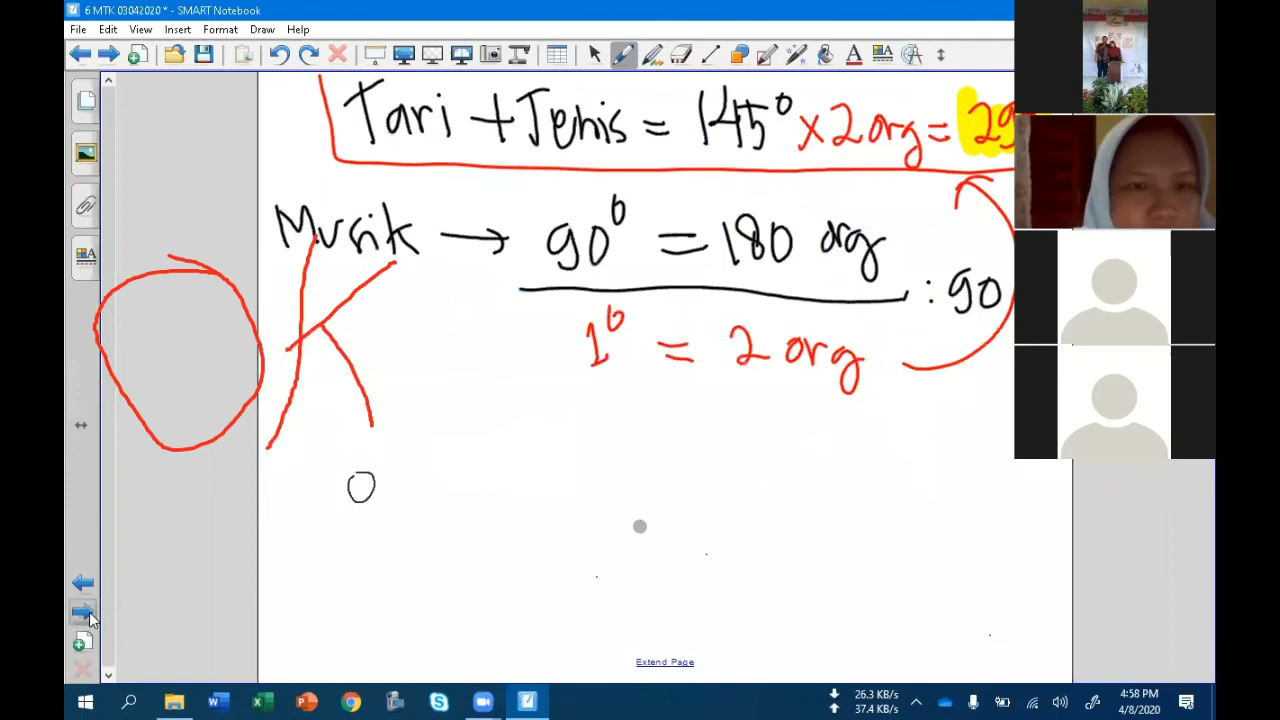 6 MTK 03042020 * - SMART Notebook
File Edit View Insert Format Draw Help
Tari + Jenis = 145° x 2 org =
Musik → 90° = 180 org
: 90
1° = 2 org
K
0
Extend Page
26.3 KB/s
37.4 KB/s
4:58 PM
4/8/2020